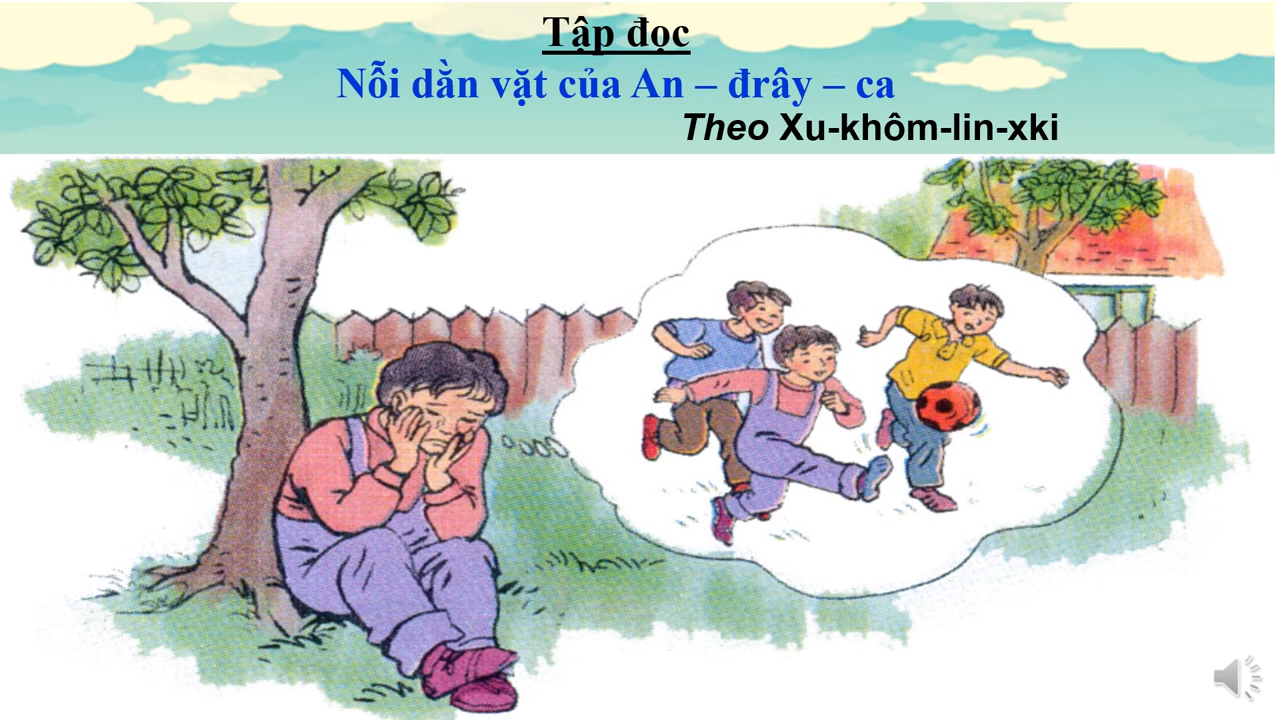 Tập đọc
Nỗi dằn vặt của An – đrây – ca
Theo Xu-khôm-lin-xki